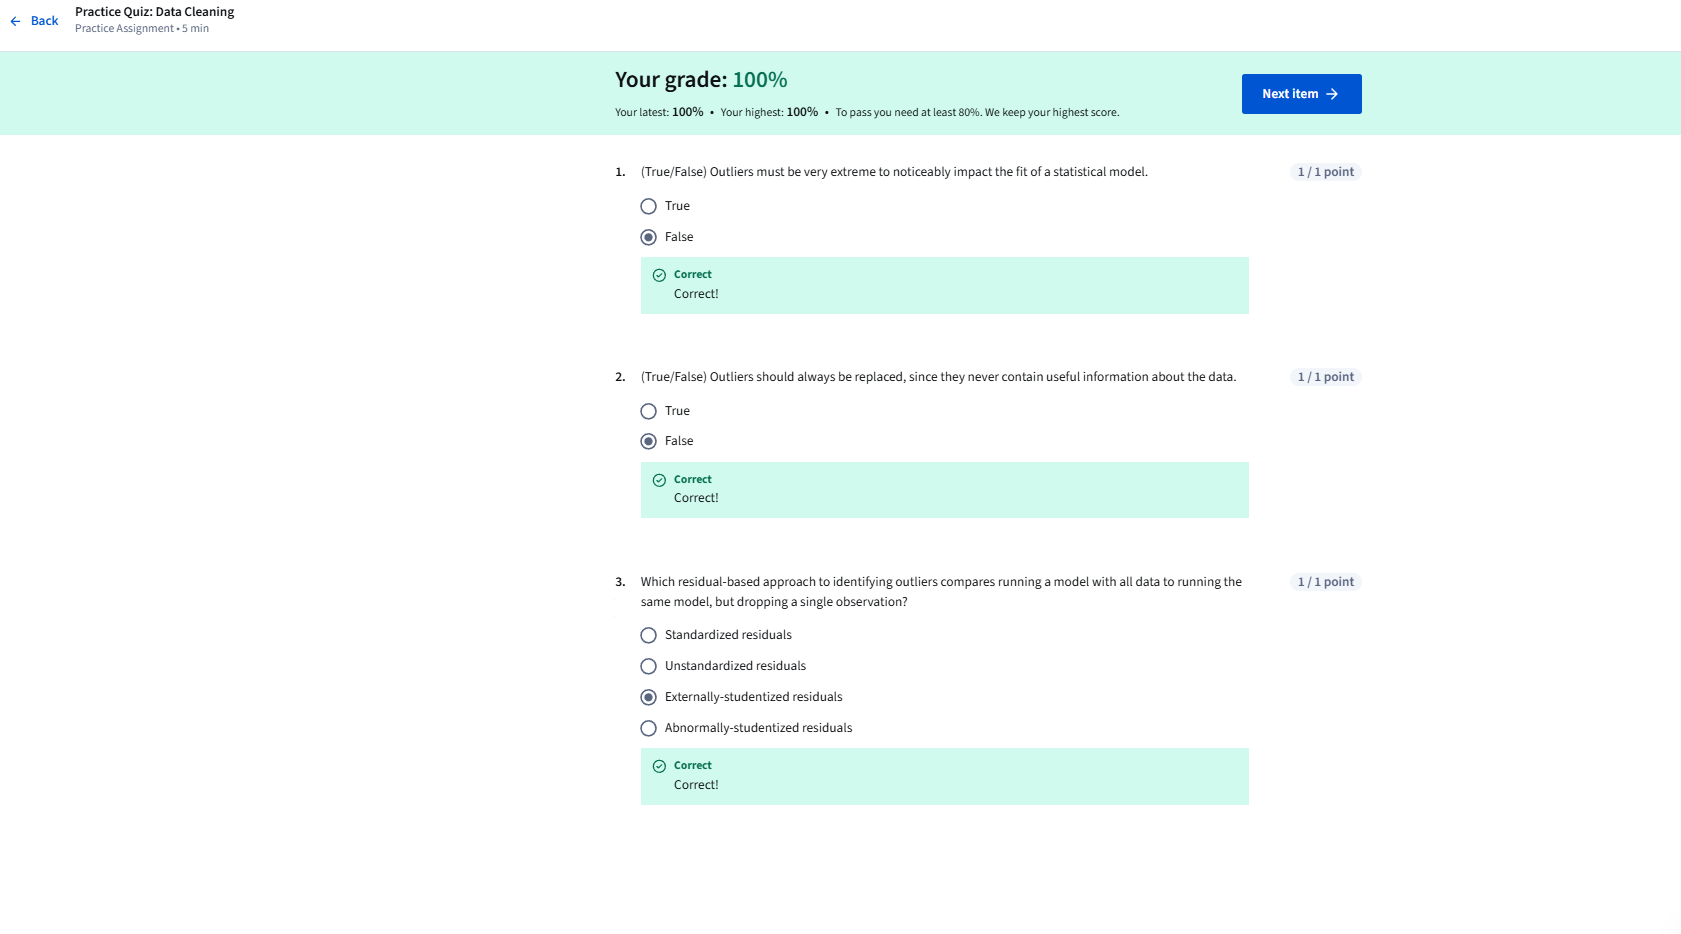 Back
Practice Quiz: Data Cleaning
Practice Assignment • 5 min
Your grade: 100%
Your latest: 100% • Your highest: 100% • To pass you need at least 80%. We keep your highest score.
Next item
1. (True/False) Outliers must be very extreme to noticeably impact the fit of a statistical model.
1 / 1 point
True
False
Correct
Correct!
2. (True/False) Outliers should always be replaced, since they never contain useful information about the data.
1 / 1 point
True
False
Correct
Correct!
3. Which residual-based approach to identifying outliers compares running a model with all data to running the
same model, but dropping a single observation?
1 / 1 point
Standardized residuals
Unstandardized residuals
Externally-studentized residuals
Abnormally-studentized residuals
Correct
Correct!